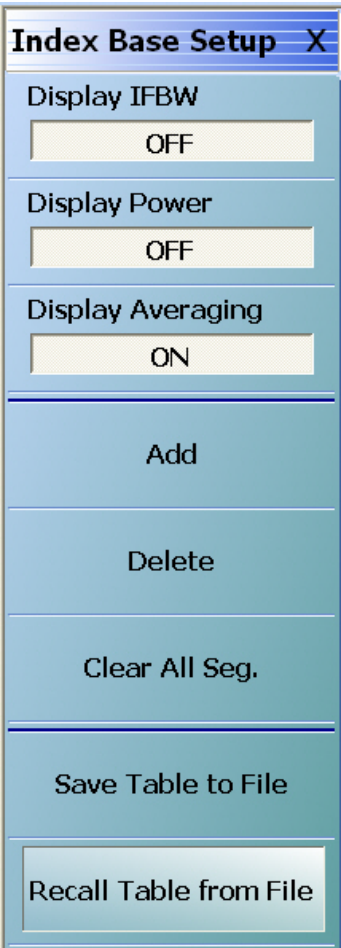 Index Base Setup X
Display IFBW
OFF
Display Power
OFF
Display Averaging
ON
Add
Delete
Clear All Seg.
Save Table to File
Recall Table from File